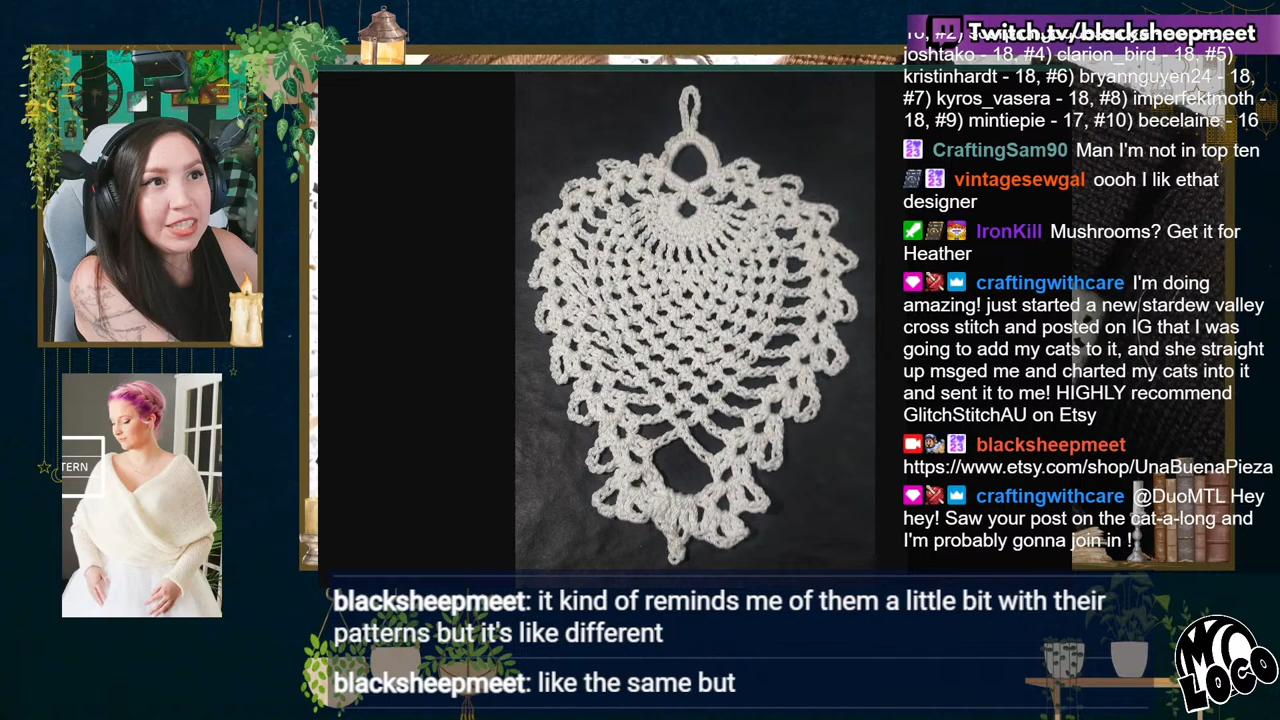 Twitch.tv/blacksheepmeet
joshtako - 18, #4) clarion_bird - 18, #5)
kristinhardt - 18, #6) bryannguyen24 - 18,
#7) kyros_vasera - 18, #8) imperfektmoth -
18, #9) mintiepie - 17, #10) becelaine - 16
CraftingSam90 Man I'm not in top ten
vintagesewgal oooh I lik ethat
designer
IronKill Mushrooms? Get it for
Heather
craftingwithcare I'm doing
amazing! just started a new stardew valley
cross stitch and posted on IG that I was
going to add my cats to it, and she straight
up msged me and charted my cats into it
and sent it to me! HIGHLY recommend
GlitchStitchAU on Etsy
blacksheepmeet
https://www.etsy.com/shop/UnaBuenaPieza
craftingwithcare @DuoMTL Hey
hey! Saw your post on the cat-a-long and
I'm probably gonna join in !
TERN
blacksheepmeet: it kind of reminds me of them a little bit with their
patterns but it's like different
blacksheepmeet: like the same but
MC
LOCO